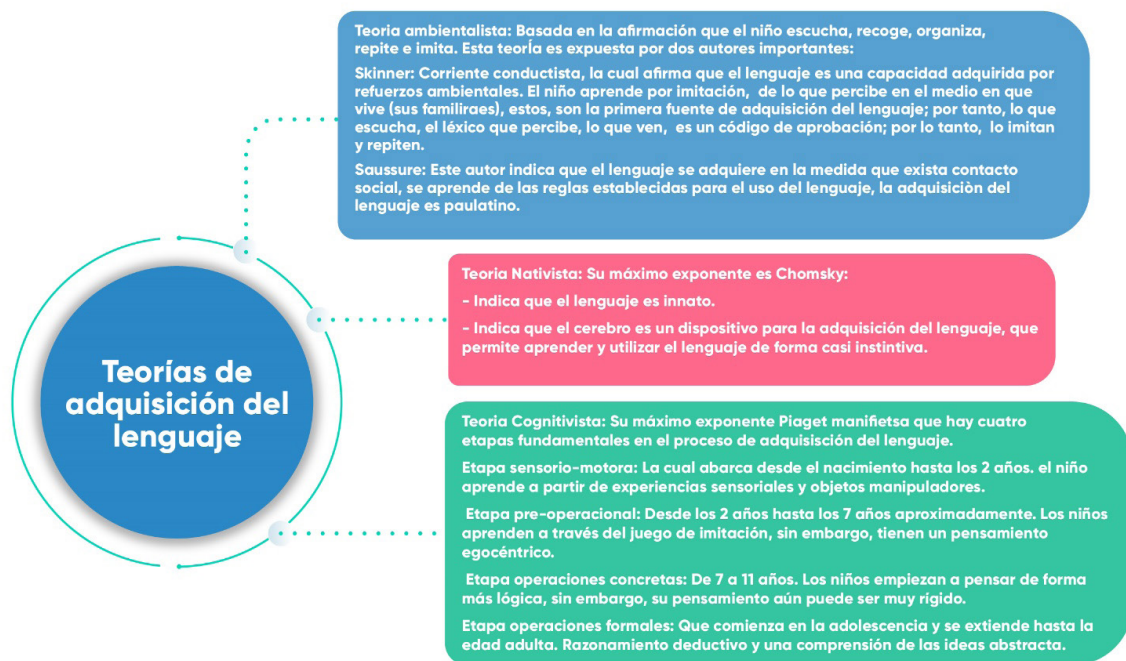 Teoria ambientalista: Basada en la afirmación que el niño escucha, recoge, organiza,
repite e imita. Esta teoría es expuesta por dos autores importantes:
Skinner: Corriente conductista, la cual afirma que el lenguaje es una capacidad adquirida por
refuerzos ambientales. El niño aprende por imitación, de lo que percibe en el medio en que
vive (sus familiraes), estos, son la primera fuente de adquisición del lenguaje; por tanto, lo que
escucha, el léxico que percibe, lo que ven, es un código de aprobación; por lo tanto, lo imitan
y repiten.
Saussure: Este autor indica que el lenguaje se adquiere en la medida que exista contacto
social, se aprende de las reglas establecidas para el uso del lenguaje, la adquisiciòn del
lenguaje es paulatino.
Teoria Nativista: Su máximo exponente es Chomsky:
- Indica que el lenguaje es innato.
- Indica que el cerebro es un dispositivo para la adquisición del lenguaje, que
permite aprender y utilizar el lenguaje de forma casi instintiva.
Teorías de
adquisición del
lenguaje
Teoria Cognitivista: Su máximo exponente Piaget manifietsa que hay cuatro
etapas fundamentales en el proceso de adquisisción del lenguaje.
Etapa sensorio-motora: La cual abarca desde el nacimiento hasta los 2 años. el niño
aprende a partir de experiencias sensoriales y objetos manipuladores.
Etapa pre-operacional: Desde los 2 años hasta los 7 años aproximadamente. Los niños
aprenden a través del juego de imitación, sin embargo, tienen un pensamiento
egocéntrico.
Etapa operaciones concretas: De 7 a 11 años. Los niños empiezan a pensar de forma
más lógica, sin embargo, su pensamiento aún puede ser muy rígido.
Etapa operaciones formales: Que comienza en la adolescencia y se extiende hasta la
edad adulta. Razonamiento deductivo y una comprensión de las ideas abstracta.